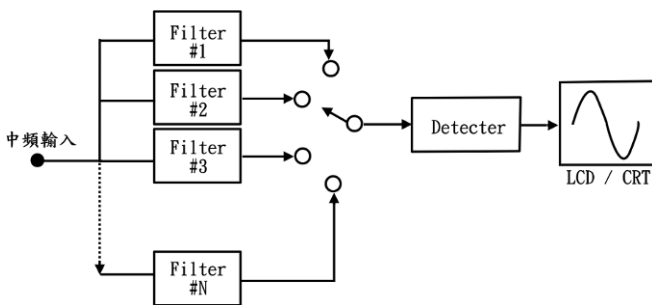 Filter
#1
Filter
#2
中頻輸入
Filter
#3
Detecter
LCD / CRT
Filter
#N